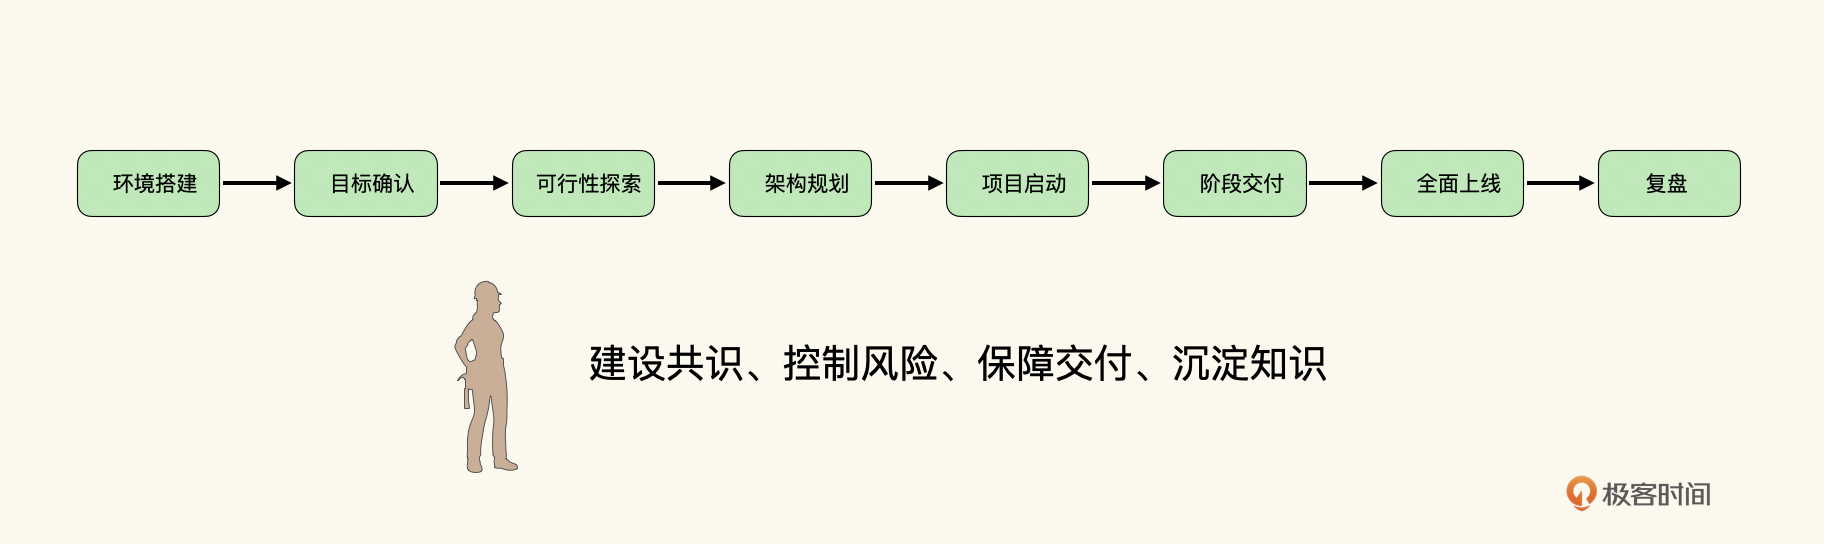 环境搭建 目标确认 可行性探索 架构规划 项目启动 阶段交付 全面上线 复盘
建设共识、控制风险、保障交付、沉淀知识
极客时间